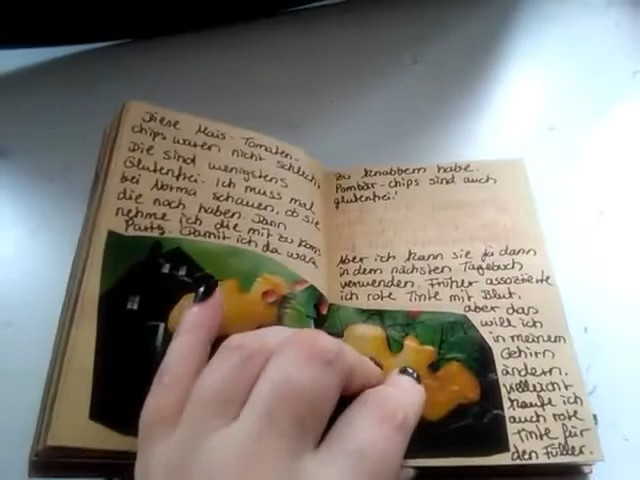 Diese Mais-Tomaten-
chips waren nicht schlecht
Die sind wenigstens
Glutenfrei. Ich muss mal
bei Norma schauen, ob sie
die noch haben. Dann
nehme ich die mit zu Koms
Party. Damit ich da was
zu knabbern habe.
Pombär-chips sind auch
glutenfrei!
Aber ich kann sie ja dann
in dem nächsten Tagebuch
verwenden. Früher assoziierte
ich rote Tinte mit Blut,
aber das
will ich
in meinem
Gehirn
ändern.
Vielleicht
kaufe ich
auch rote
Tinte für
den Füller.